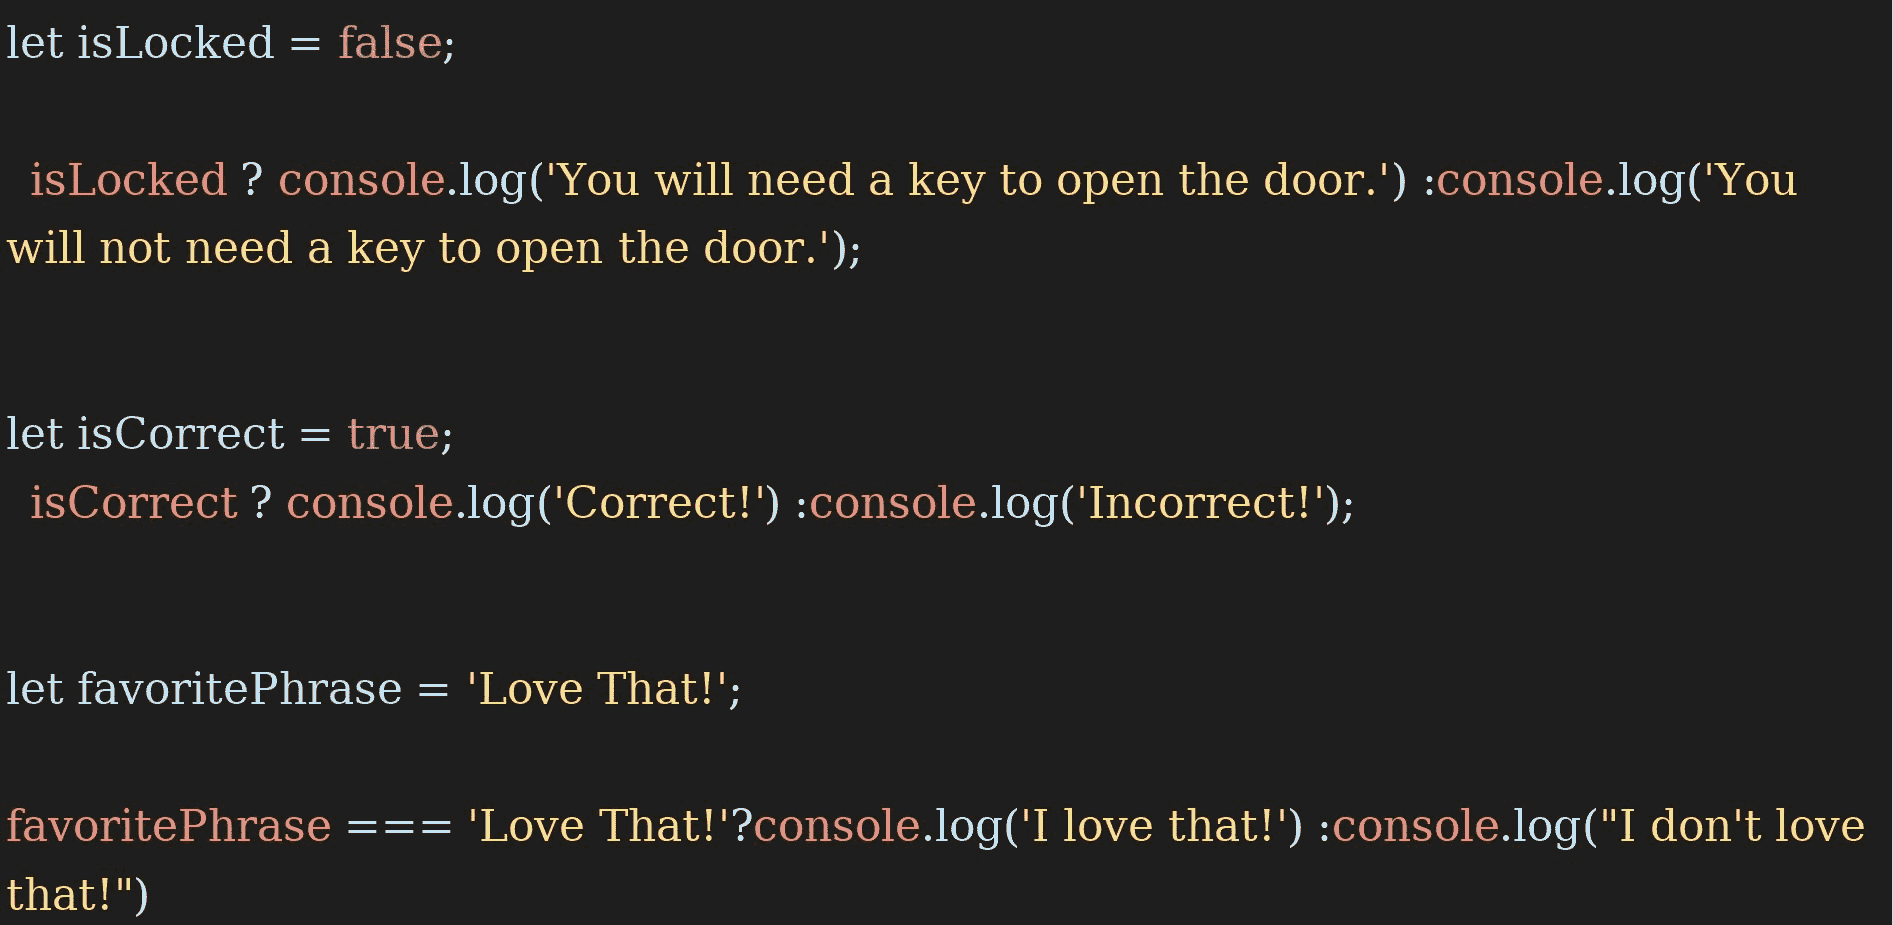 let isLocked = false;
isLocked ? console.log('You will need a key to open the door.') :console.log('You
will not need a key to open the door.');
let isCorrect = true;
isCorrect ? console.log('Correct!') :console.log('Incorrect!');
let favoritePhrase = 'Love That!';
favoritePhrase === 'Love That!'?console.log('I love that!') :console.log("I don't love
that!")